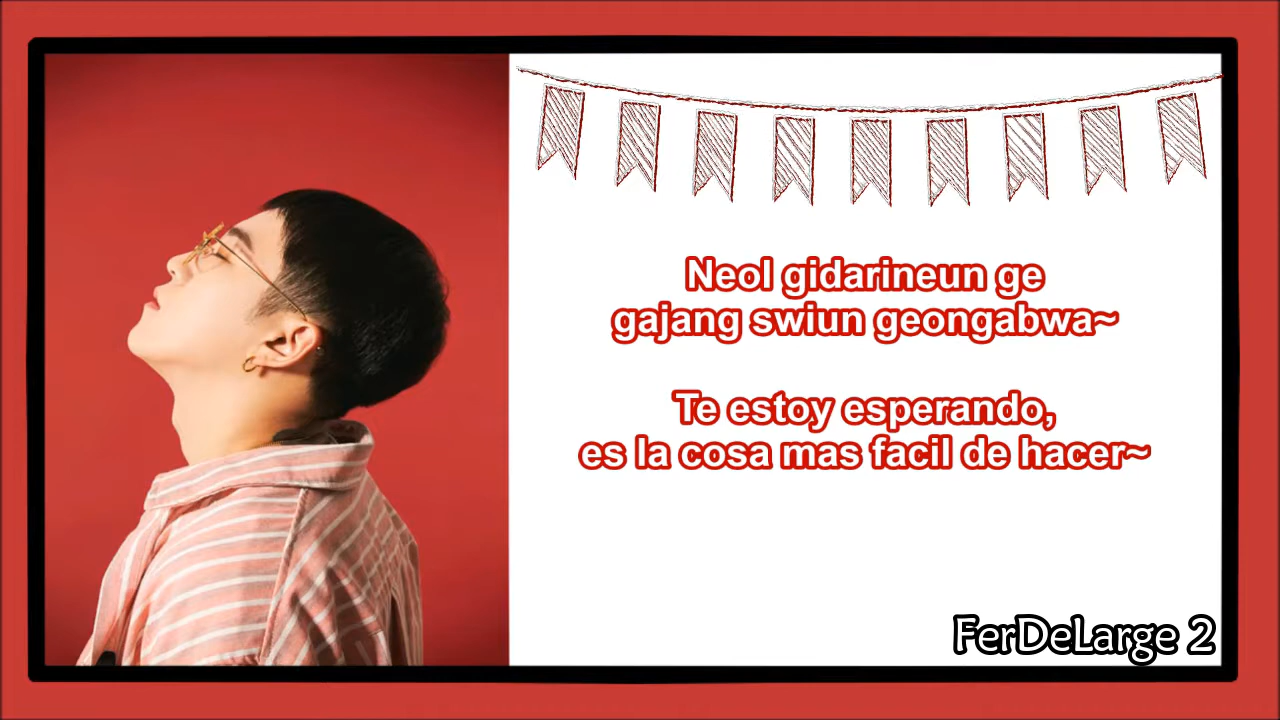 Neol gidarineun ge
gajang swiun geongabwa~
Te estoy esperando,
es la cosa mas facil de hacer~
FerDeLarge 2